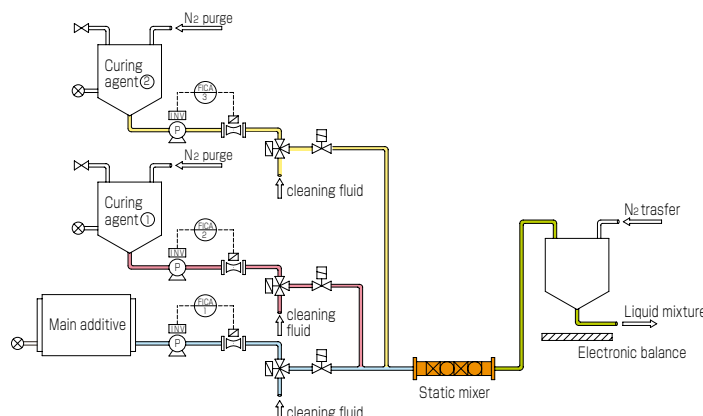 N2 purge
Curing
agent②
FICA
3
INV
P
cleaning fluid
N2 purge
Curing
agent①
FICA
2
INV
P
cleaning
fluid
N2 trasfer
Main additive
FICA
1
INV
P
Liquid mixture
Electronic balance
Static mixer
cleaning fluid